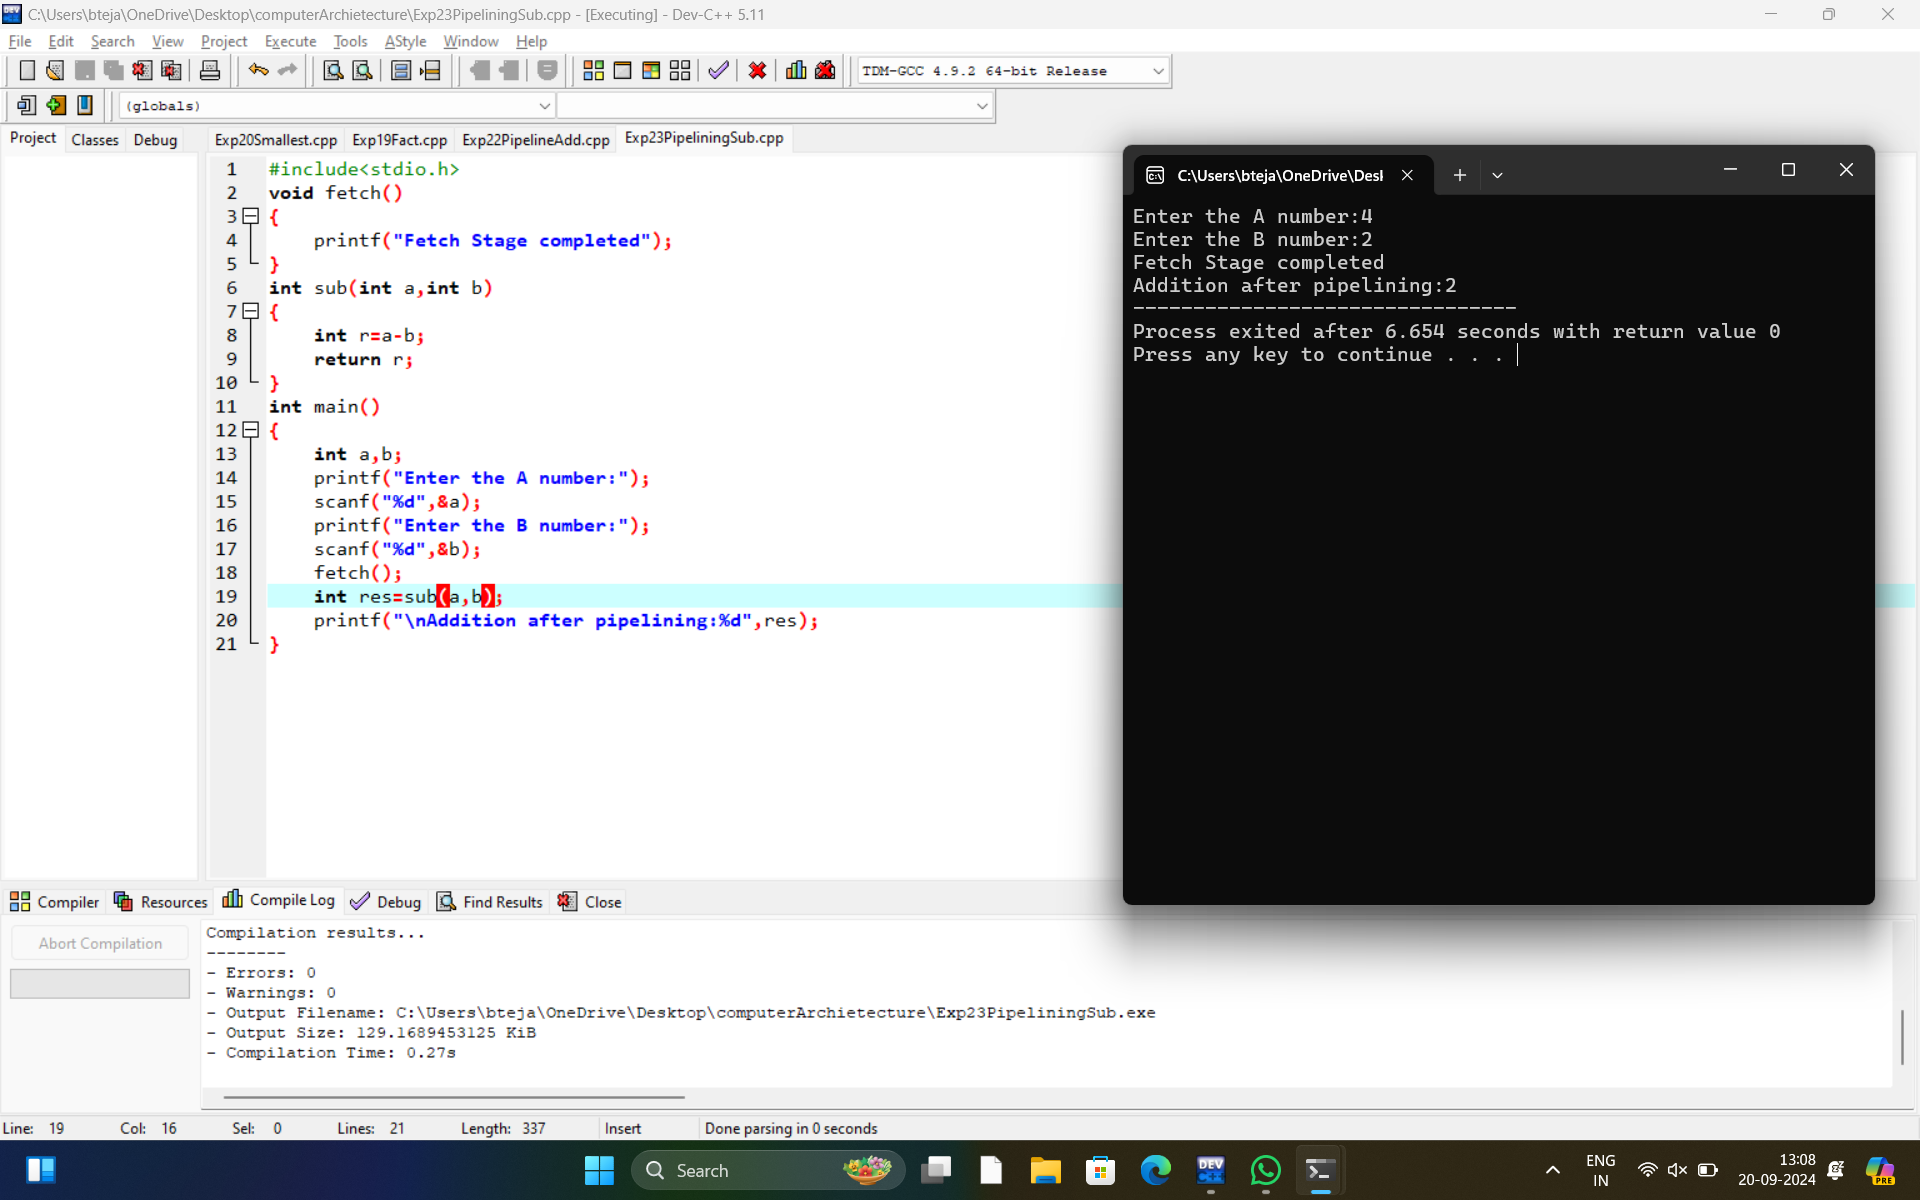 C:\Users\bteja\OneDrive\Desktop\computerArchietecture\Exp23PipeliningSub.cpp - [Executing] - Dev-C++ 5.11
File Edit Search View Project Execute Tools AStyle Window Help
TDM-GCC 4.9.2 64-bit Release
(globals)
Project Classes Debug
Exp20Smallest.cpp Exp19Fact.cpp Exp22PipelineAdd.cpp Exp23PipeliningSub.cpp
1 #include<stdio.h>
2 void fetch()
3 {
4 printf("Fetch Stage completed");
5 }
6 int sub(int a,int b)
7 {
8 int r=a-b;
9 return r;
10 }
11 int main()
12 {
13 int a,b;
14 printf("Enter the A number:");
15 scanf("%d",&a);
16 printf("Enter the B number:");
17 scanf("%d",&b);
18 fetch();
19 int res=sub(a,b);
20 printf("\nAddition after pipelining:%d",res);
21 }
C:\Users\bteja\OneDrive\Desl
Enter the A number:4
Enter the B number:2
Fetch Stage completed
Addition after pipelining:2
--------------------------------
Process exited after 6.654 seconds with return value 0
Press any key to continue . . .
Compiler Resources Compile Log Debug Find Results Close
Abort Compilation
Compilation results...
--------
- Errors: 0
- Warnings: 0
- Output Filename: C:\Users\bteja\OneDrive\Desktop\computerArchietecture\Exp23PipeliningSub.exe
- Output Size: 129.1689453125 KiB
- Compilation Time: 0.27s
Line: 19 Col: 16 Sel: 0 Lines: 21 Length: 337 Insert Done parsing in 0 seconds
Search
DEV
ENG
IN
13:08
20-09-2024
PRE